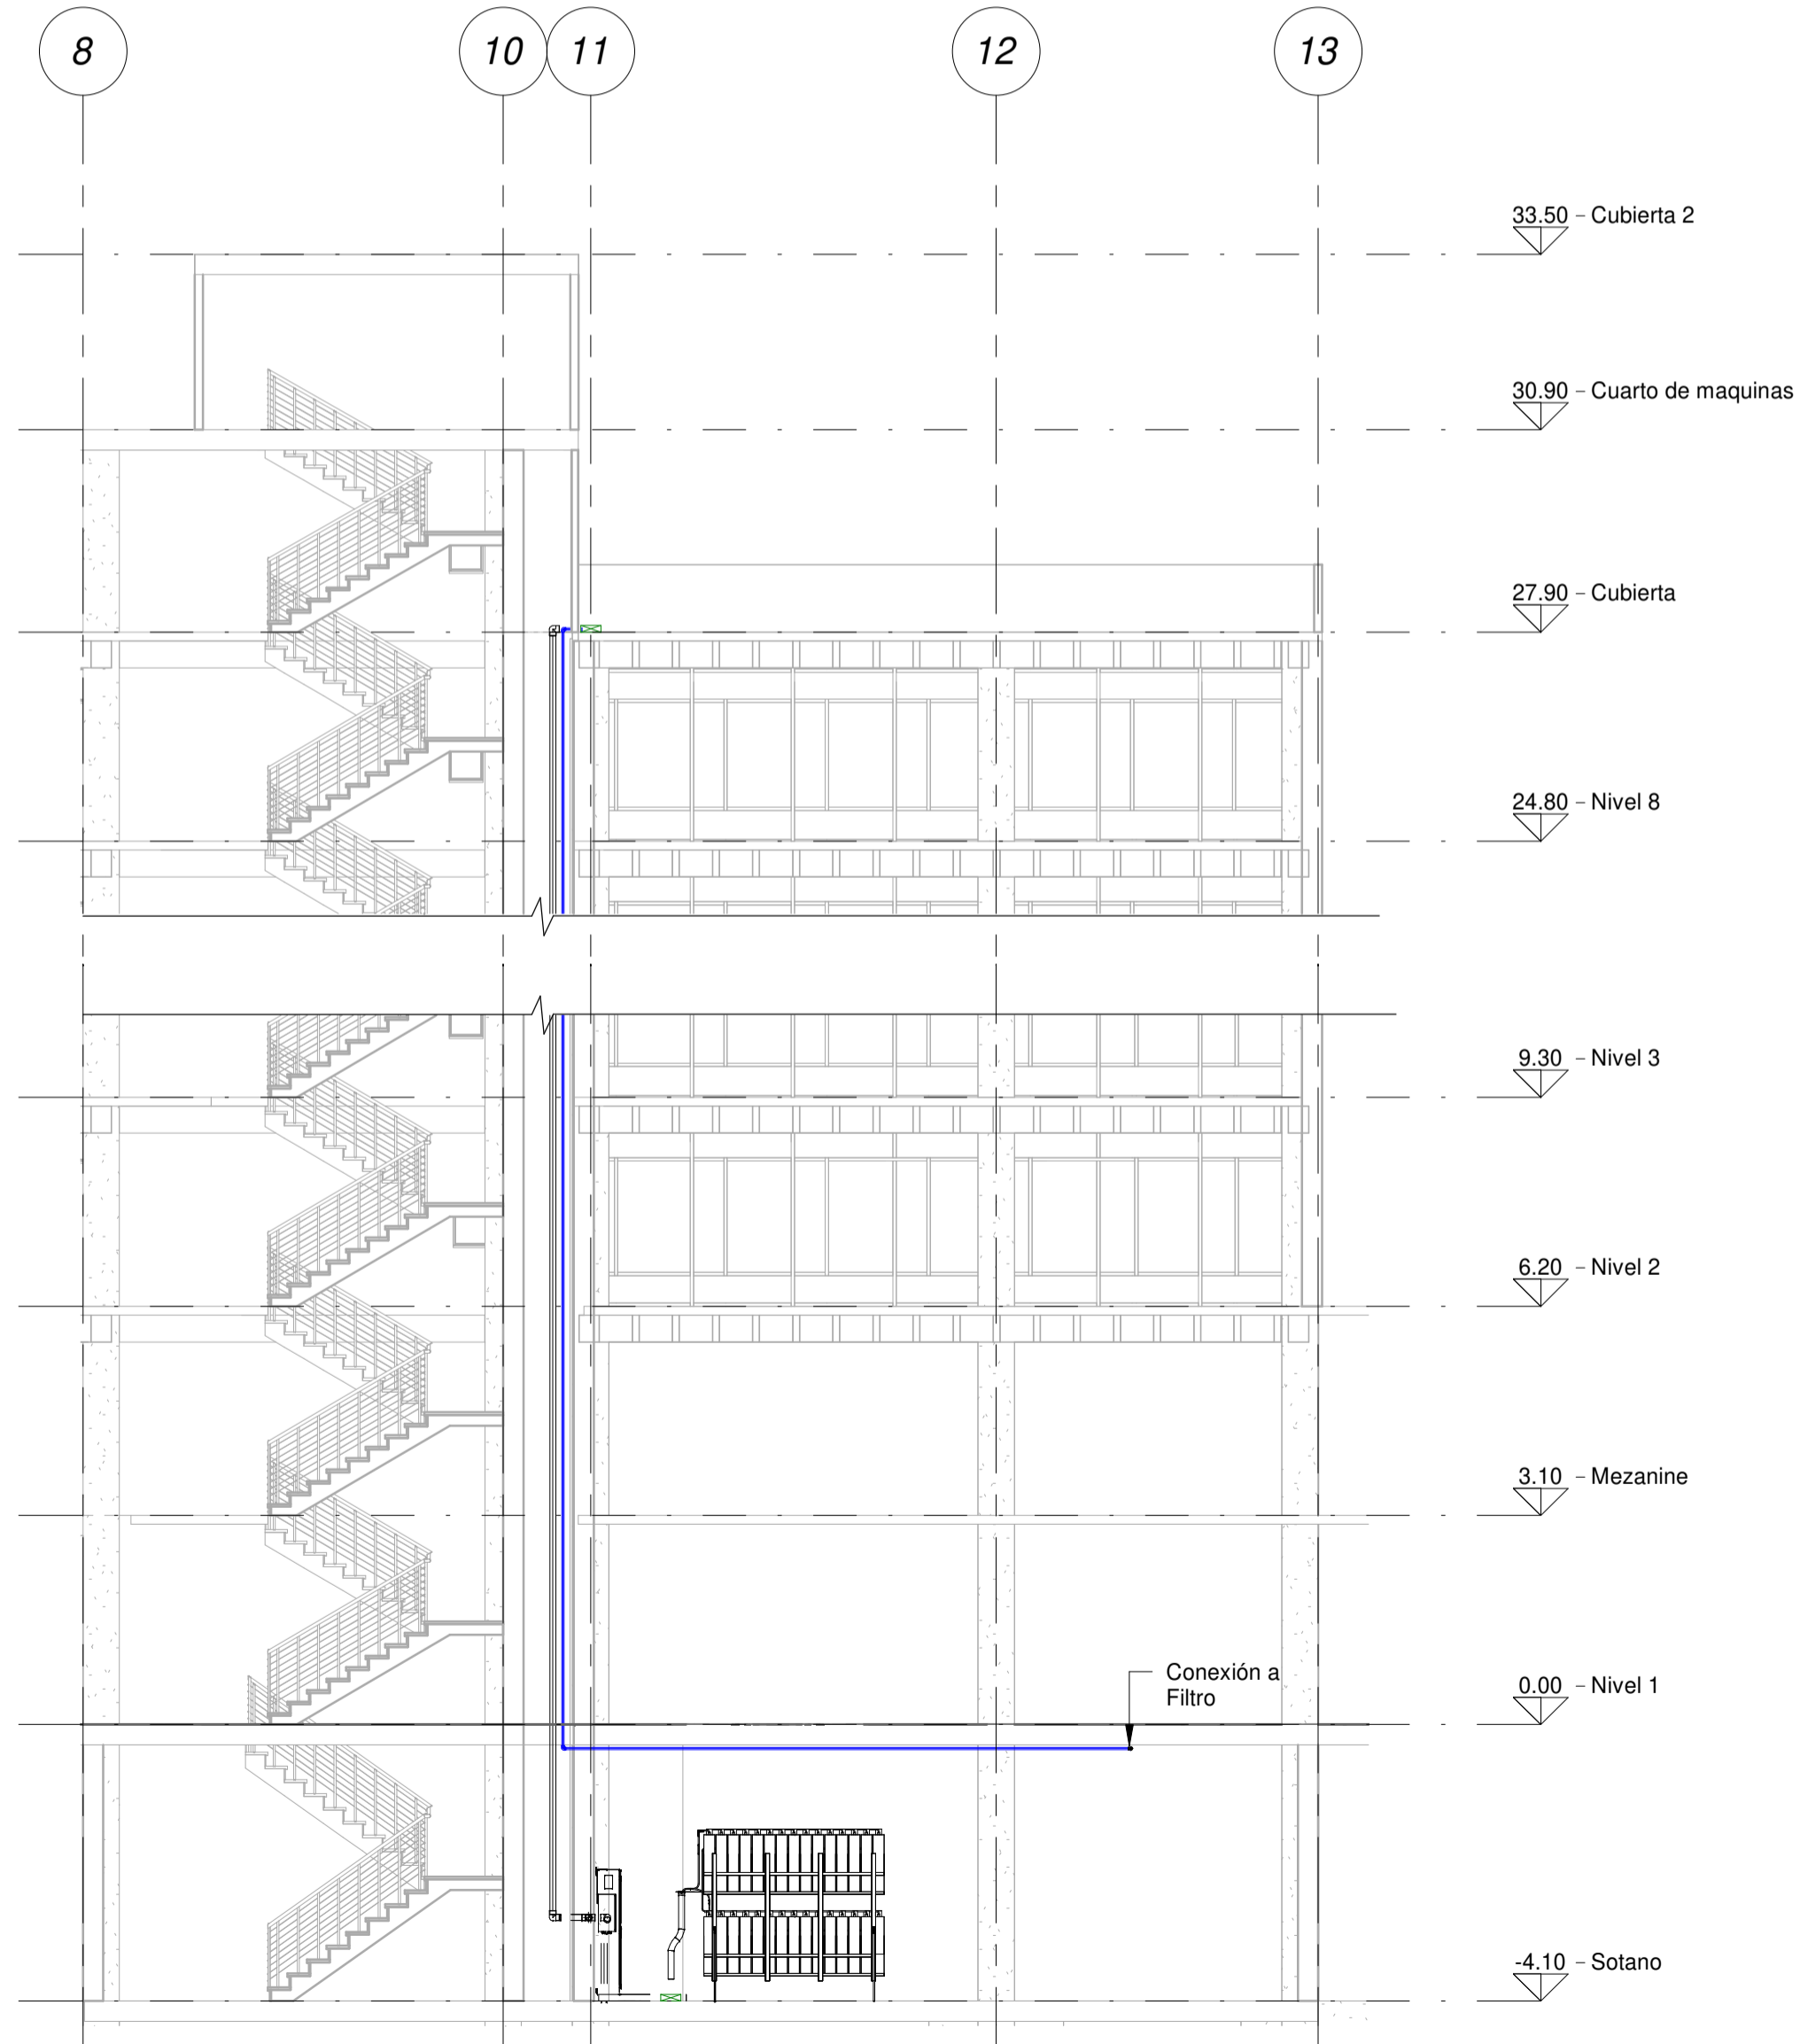 8
10
11
12
13
33.50 – Cubierta 2
30.90 – Cuarto de maquinas
27.90 – Cubierta
24.80 – Nivel 8
9.30 – Nivel 3
6.20 – Nivel 2
3.10 – Mezanine
Conexión a
Filtro
0.00 – Nivel 1
-4.10 – Sotano